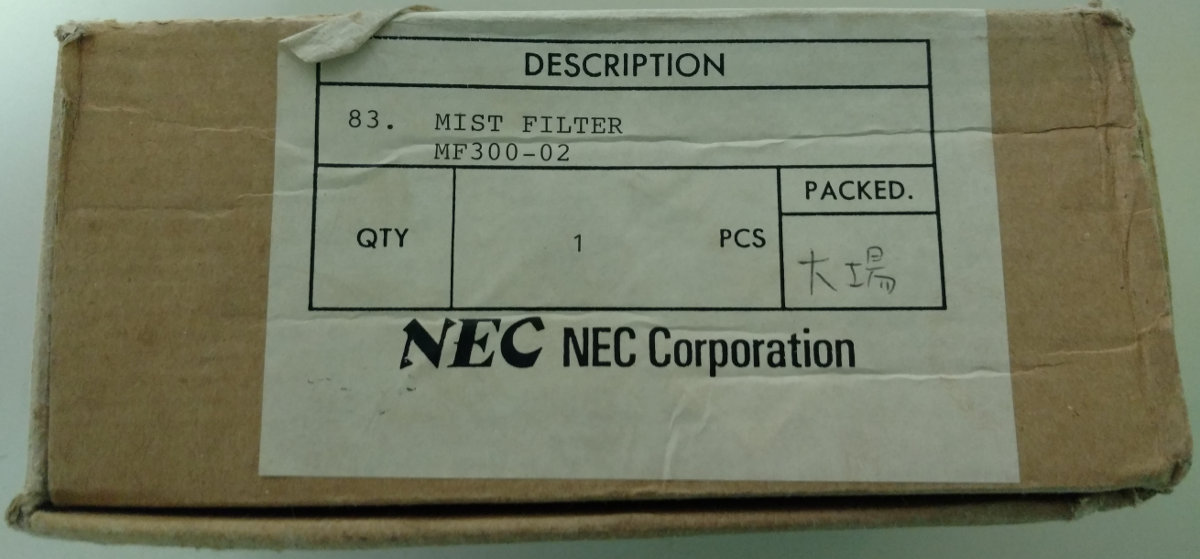 DESCRIPTION
83. MIST FILTER
MF300-02
PACKED.
QTY 1 PCS
大場
NEC NEC Corporation